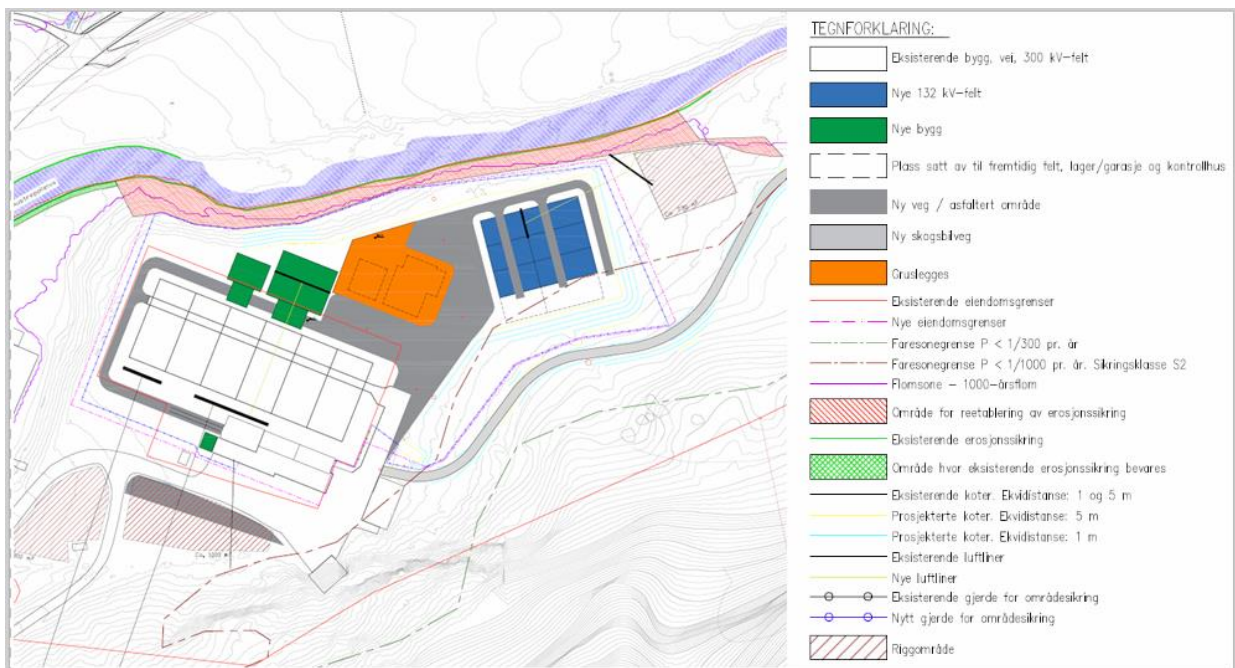 TEGNFORKLARING:
Eksisterende bygg, vei, 300 kV-felt
Nye 132 kV-felt
Nye bygg
Plass satt av til fremtidig felt, lager/garasje og kontrollhus
Ny veg / asfaltert område
Ny skogsbilveg
Gruslegges
Eksisterende eiendomsgrenser
Nye eiendomsgrenser
Faresonegrense P < 1/300 pr. år
Faresonegrense P < 1/1000 pr. år. Sikringsklasse S2
Flomsone - 1000-årsflom
Område for reetablering av erosjonssikring
Eksisterende erosjonssikring
Område hvor eksisterende erosjonssikring bevares
Eksisterende koter. Ekvidistanse: 1 og 5 m
Prosjekterte koter. Ekvidistanse: 5 m
Prosjekterte koter. Ekvidistanse: 1 m
Eksisterende luftliner
Nye luftliner
Eksisterende gjerde for områdesikring
Nytt gjerde for områdesikring
Riggområde